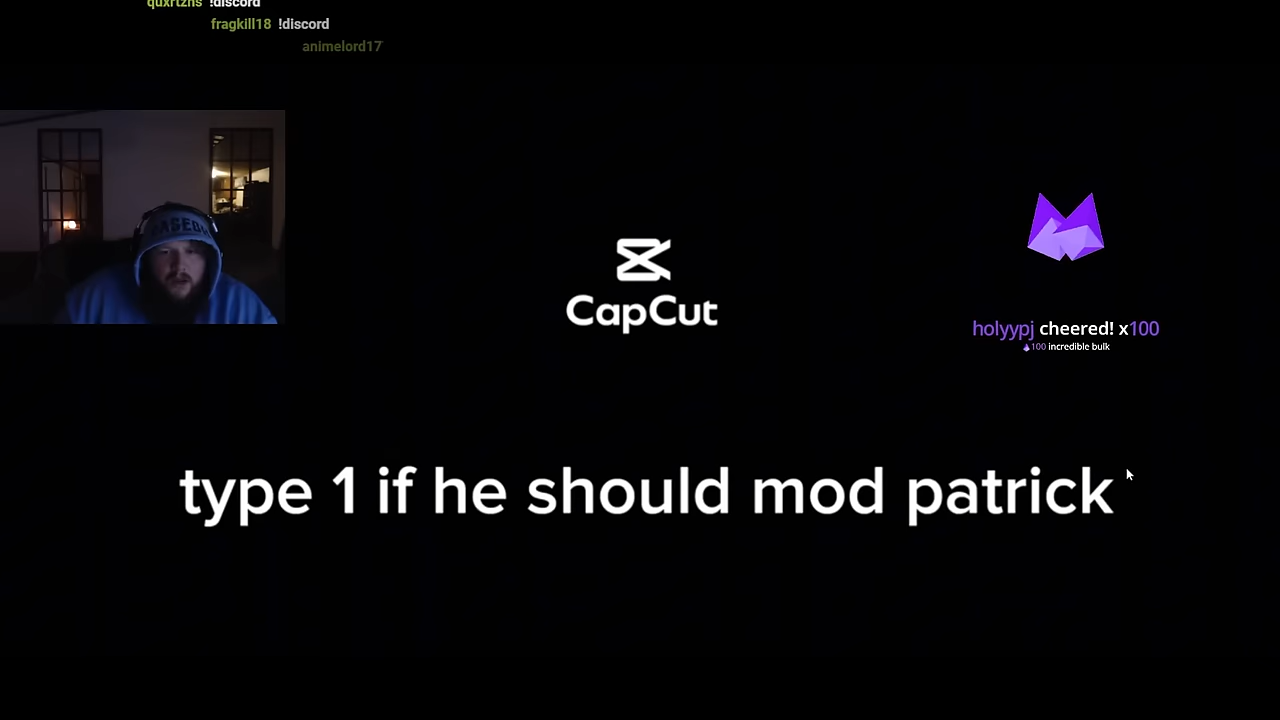 quxrtzns !discord
fragkill18 !discord
animelord17
CASEOH
CapCut
holyypj cheered! x100
100 incredible bulk
type 1 if he should mod patrick